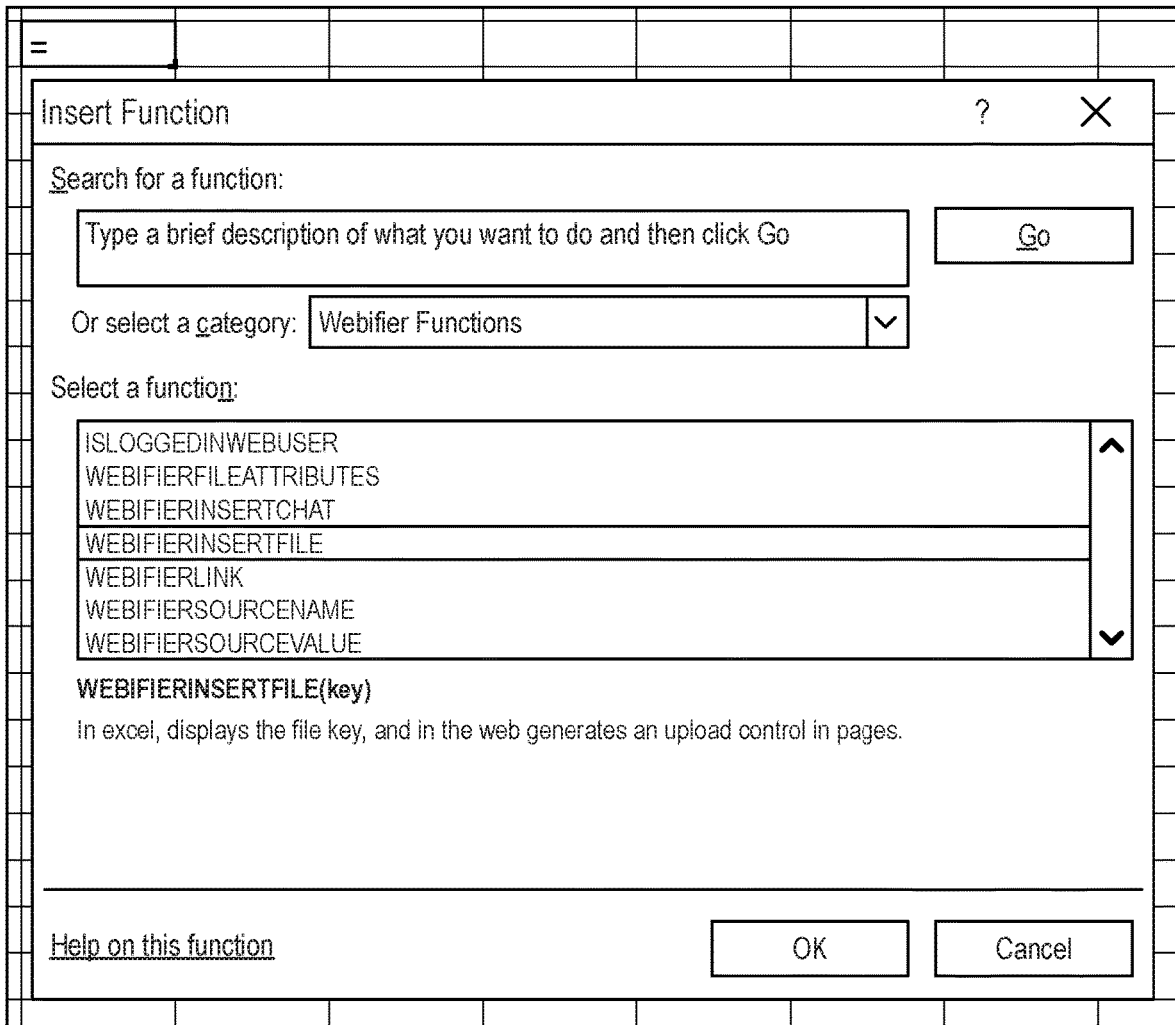 =
Insert Function ? X
Search for a function:
Type a brief description of what you want to do and then click Go Go
Or select a category: Webifier Functions
Select a function:
ISLOGGEDINWEBUSER
WEBIFIERFILEATTRIBUTES
WEBIFIERINSERTCHAT
WEBIFIERINSERTFILE
WEBIFIERLINK
WEBIFIERSOURCENAME
WEBIFIERSOURCEVALUE
WEBIFIERINSERTFILE(key)
In excel, displays the file key, and in the web generates an upload control in pages.
Help on this function OK Cancel